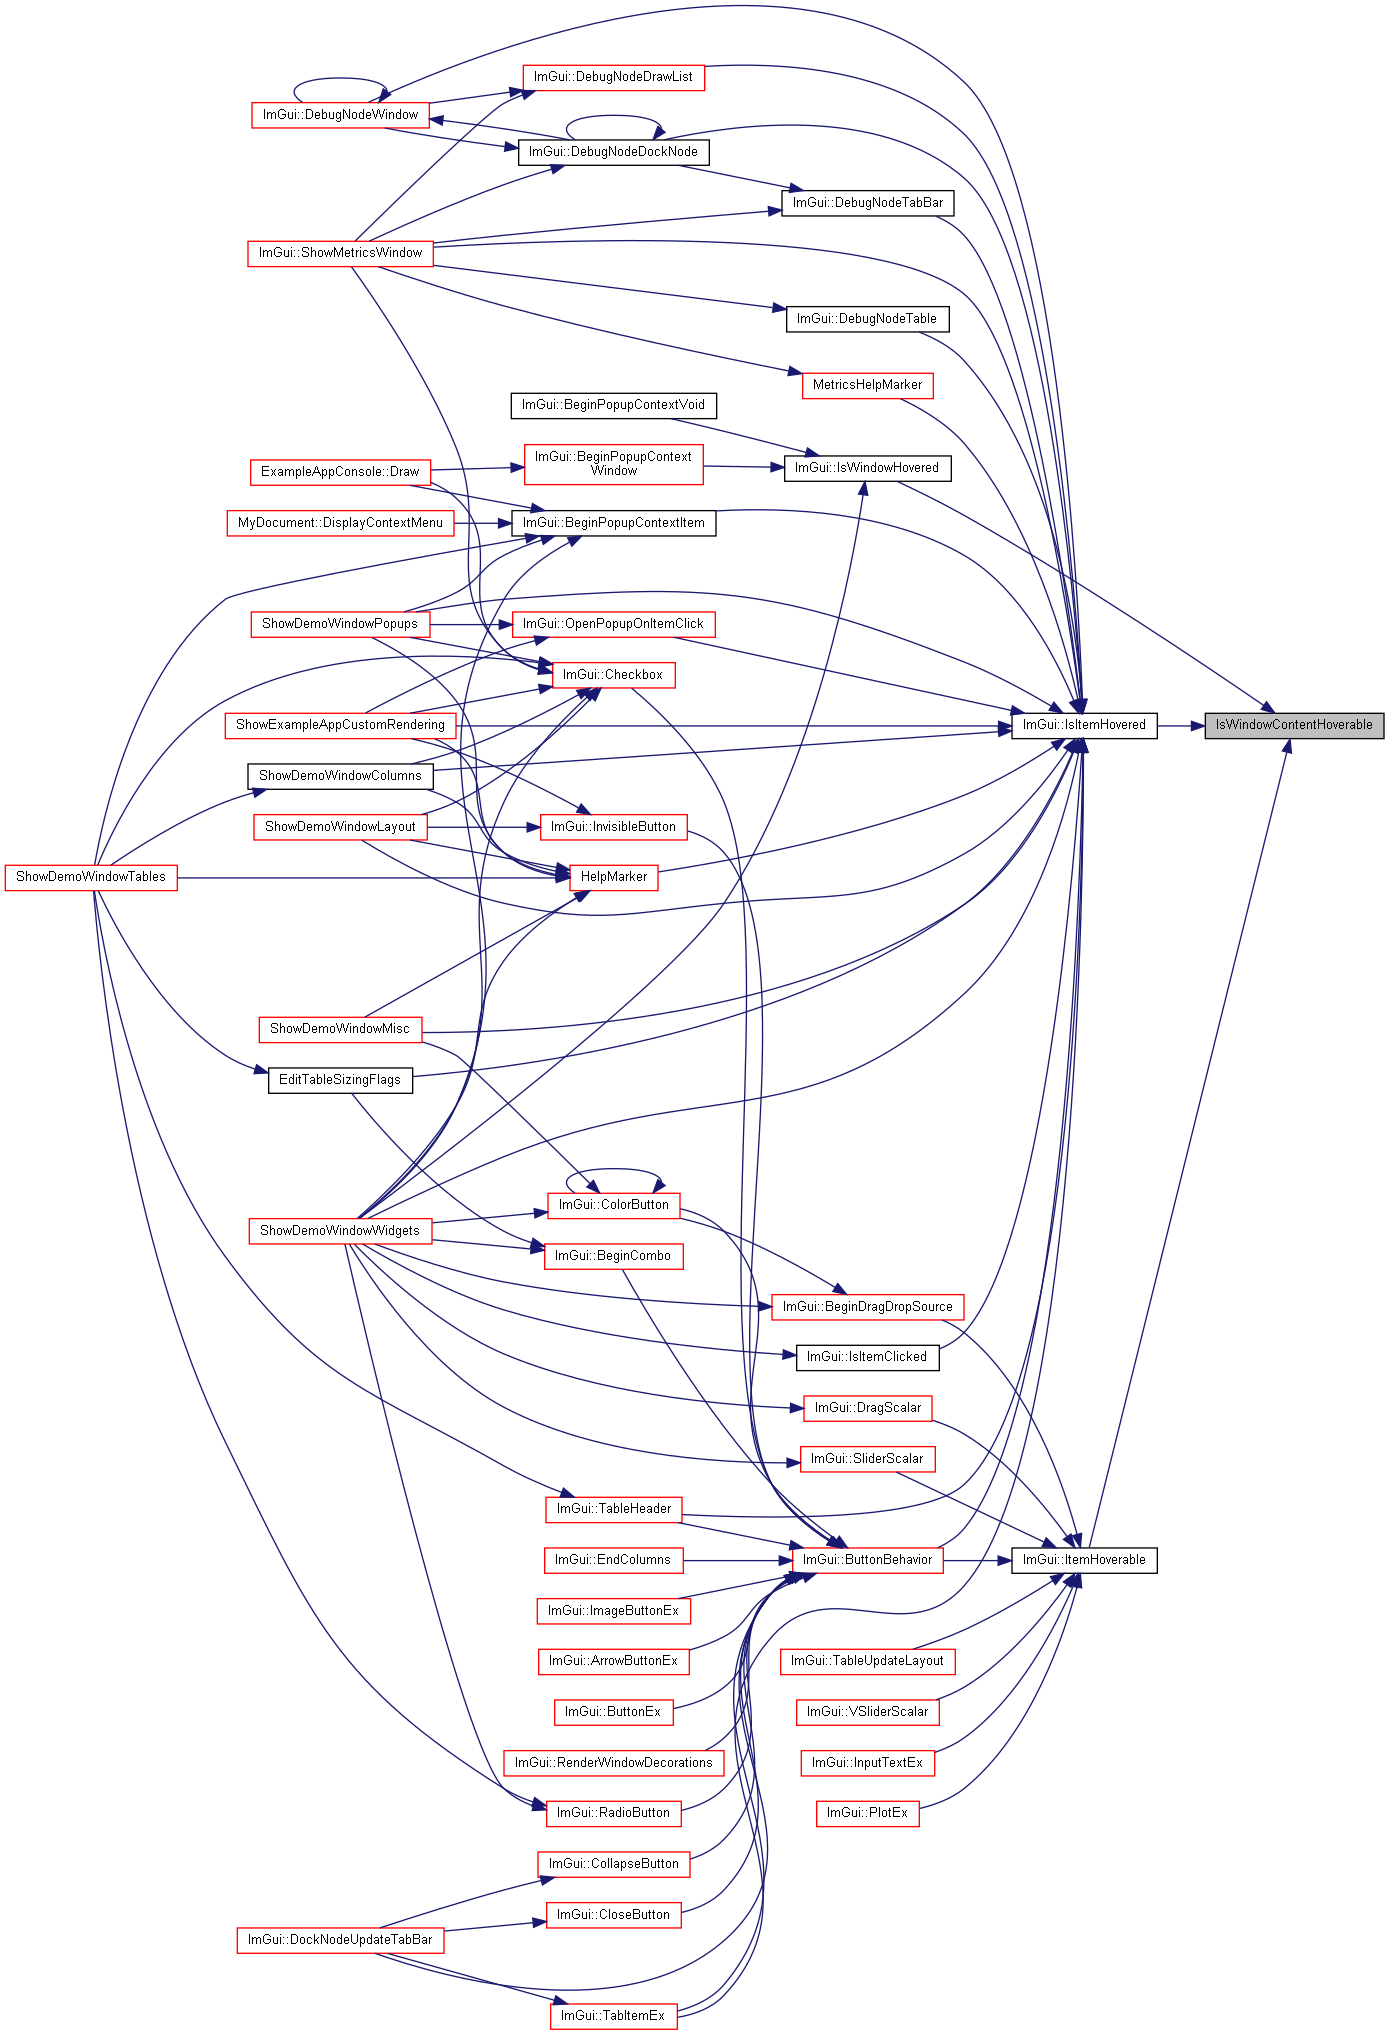 ImGui::DebugNodeDrawList
ImGui::DebugNodeWindow
ImGui::DebugNodeDockNode
ImGui::DebugNodeTabBar
ImGui::ShowMetricsWindow
ImGui::DebugNodeTable
MetricsHelpMarker
ImGui::BeginPopupContextVoid
ImGui::BeginPopupContext
Window
ImGui::IsWindowHovered
ExampleAppConsole::Draw
MyDocument::DisplayContextMenu
ImGui::BeginPopupContextItem
ShowDemoWindowPopups
ImGui::OpenPopupOnItemClick
ImGui::Checkbox
ShowExampleAppCustomRendering
ImGui::IsItemHovered
IsWindowContentHoverable
ShowDemoWindowColumns
ShowDemoWindowLayout
ImGui::InvisibleButton
ShowDemoWindowTables
HelpMarker
ShowDemoWindowMisc
EditTableSizingFlags
ImGui::ColorButton
ShowDemoWindowWidgets
ImGui::BeginCombo
ImGui::BeginDragDropSource
ImGui::IsItemClicked
ImGui::DragScalar
ImGui::SliderScalar
ImGui::TableHeader
ImGui::EndColumns
ImGui::ButtonBehavior
ImGui::ItemHoverable
ImGui::ImageButtonEx
ImGui::ArrowButtonEx
ImGui::TableUpdateLayout
ImGui::ButtonEx
ImGui::VSliderScalar
ImGui::RenderWindowDecorations
ImGui::InputTextEx
ImGui::RadioButton
ImGui::PlotEx
ImGui::CollapseButton
ImGui::CloseButton
ImGui::DockNodeUpdateTabBar
ImGui::TabItemEx